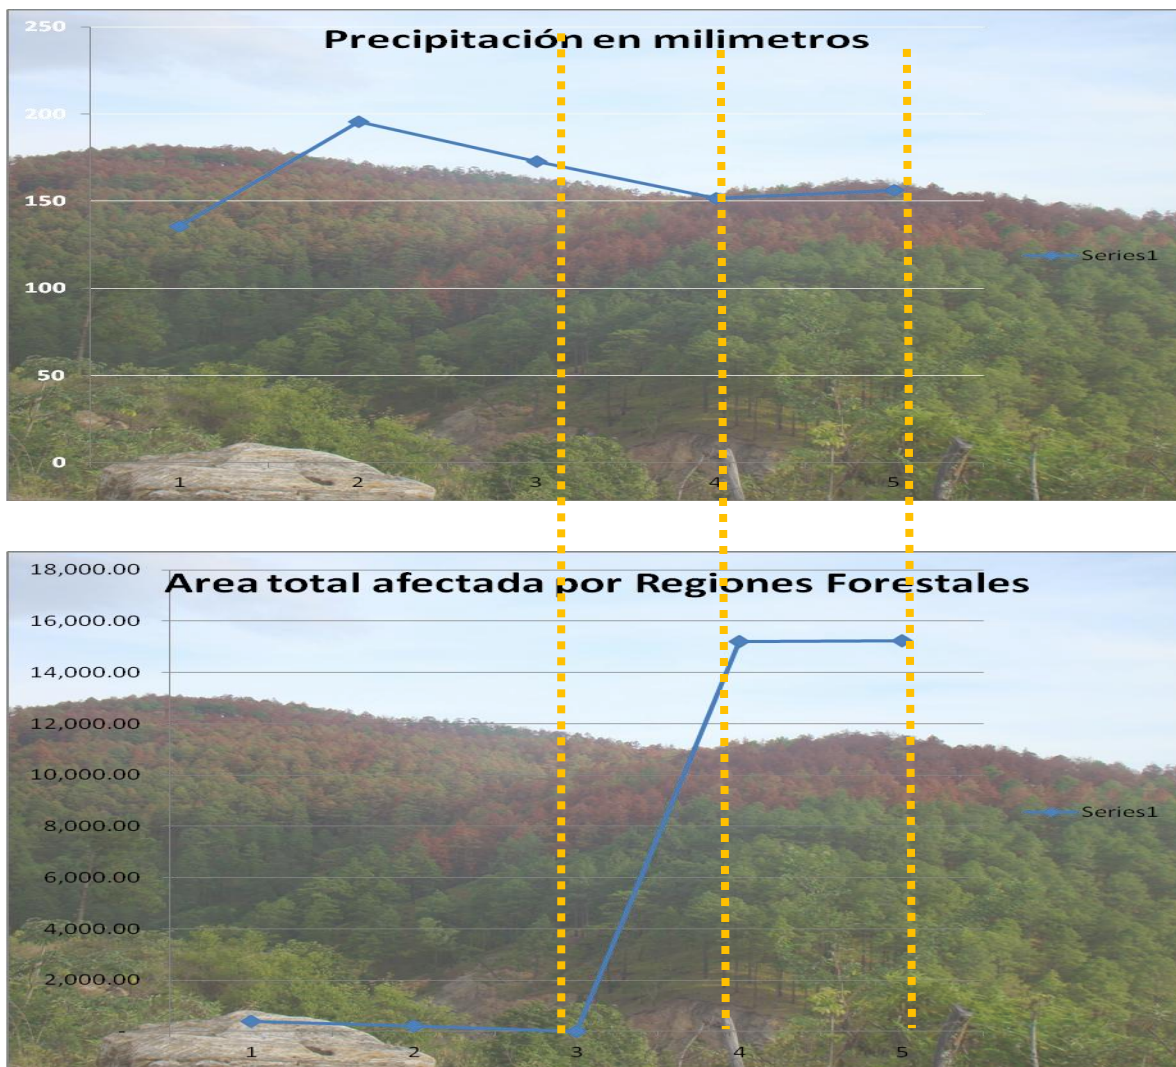 Precipitación en milimetros
250
200
150
100
50
0
1 2 3 4 5
Series1
Area total afectada por Regiones Forestales
18,000.00
16,000.00
14,000.00
12,000.00
10,000.00
8,000.00
6,000.00
4,000.00
2,000.00
-
1 2 3 4 5
Series1